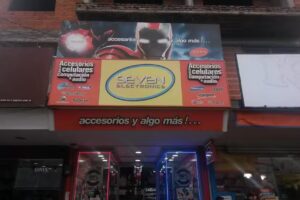 accesorios
algo más!...
Accesorios
celulares
Computación
audio
SEVEN
ELECTRONICS
Accesorios
celulares
Computación
audio
accesorios y algo más!...